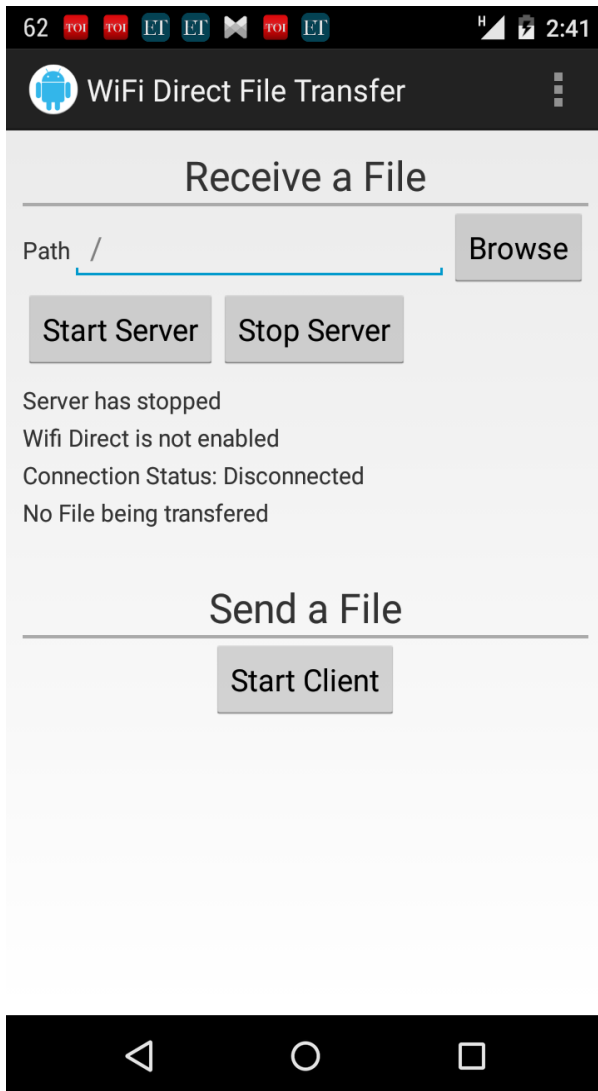 62 TOI TOI ET ET TOI ET H 2:41
WiFi Direct File Transfer
Receive a File
Path / Browse
Start Server Stop Server
Server has stopped
Wifi Direct is not enabled
Connection Status: Disconnected
No File being transfered
Send a File
Start Client